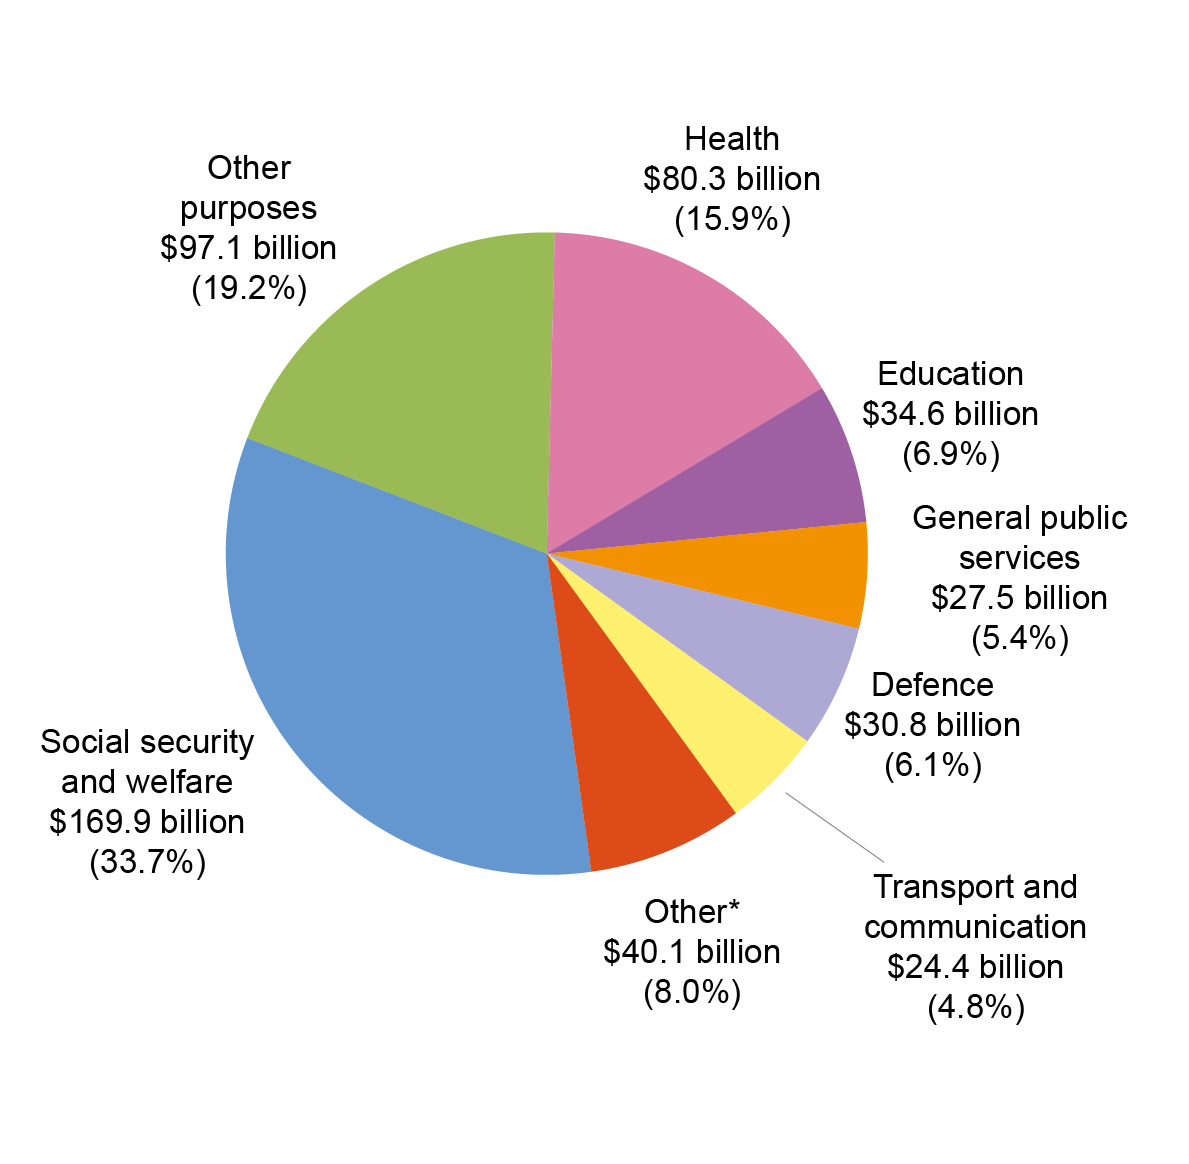 Health
$80.3 billion
(15.9%)
Other
purposes
$97.1 billion
(19.2%)
Education
$34.6 billion
(6.9%)
General public
services
$27.5 billion
(5.4%)
Defence
$30.8 billion
(6.1%)
Social security
and welfare
$169.9 billion
(33.7%)
Transport and
communication
$24.4 billion
(4.8%)
Other*
$40.1 billion
(8.0%)